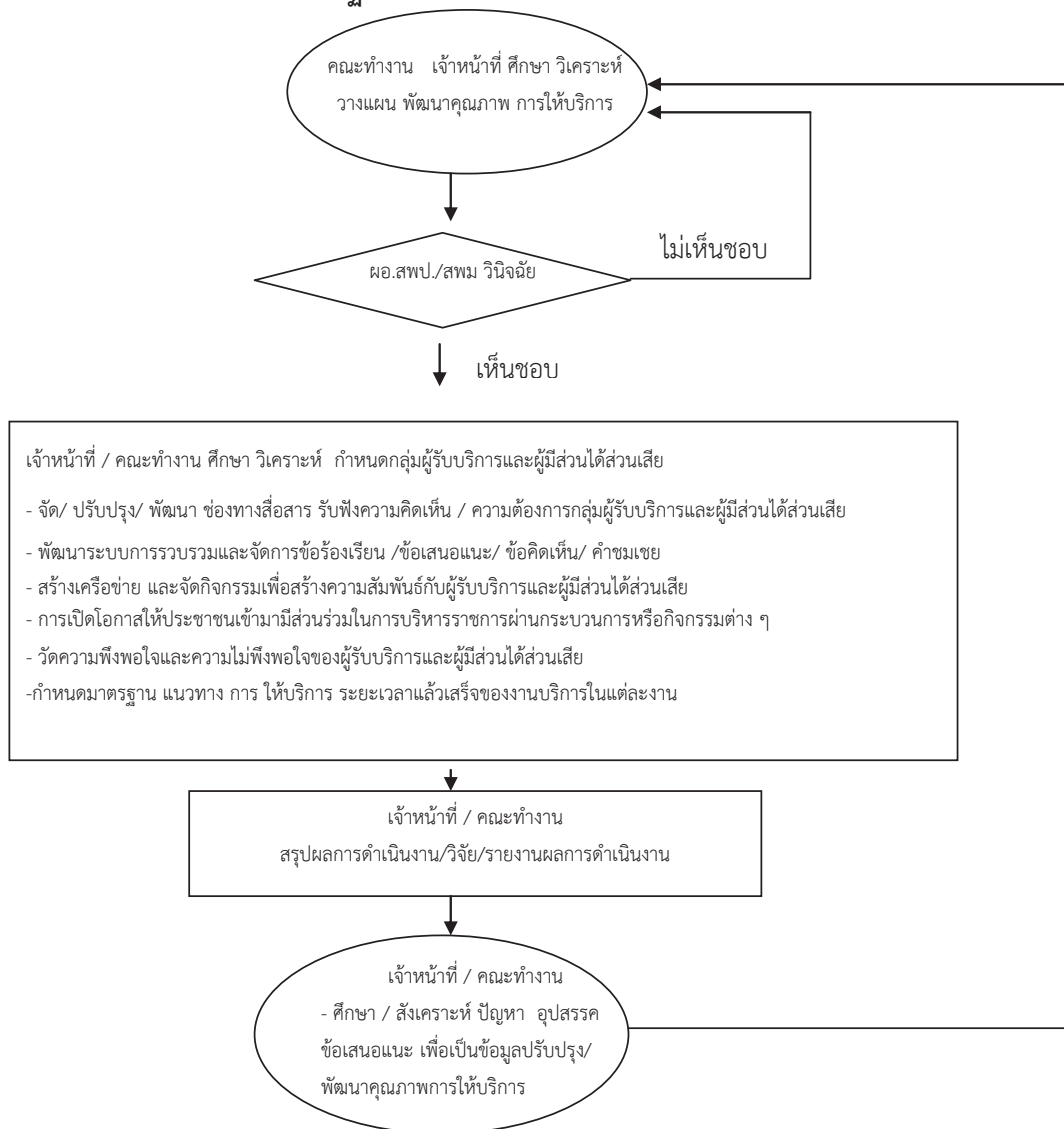 คณะทำงาน เจ้าหน้าที่ ศึกษา วิเคราะห์
วางแผน พัฒนาคุณภาพ การให้บริการ
ผอ.สพป./สพม วินิจฉัย
ไม่เห็นชอบ
เห็นชอบ
เจ้าหน้าที่ / คณะทำงาน ศึกษา วิเคราะห์ กำหนดกลุ่มผู้รับบริการและผู้มีส่วนได้ส่วนเสีย
- จัด/ ปรับปรุง/ พัฒนา ช่องทางสื่อสาร รับฟังความคิดเห็น / ความต้องการกลุ่มผู้รับบริการและผู้มีส่วนได้ส่วนเสีย
- พัฒนาระบบการรวบรวมและจัดการข้อร้องเรียน /ข้อเสนอแนะ/ ข้อคิดเห็น/ คำชมเชย
- สร้างเครือข่าย และจัดกิจกรรมเพื่อสร้างความสัมพันธ์กับผู้รับบริการและผู้มีส่วนได้ส่วนเสีย
- การเปิดโอกาสให้ประชาชนเข้ามามีส่วนร่วมในการบริหารราชการผ่านกระบวนการหรือกิจกรรมต่าง ๆ
- วัดความพึงพอใจและความไม่พึงพอใจของผู้รับบริการและผู้มีส่วนได้ส่วนเสีย
-กำหนดมาตรฐาน แนวทาง การ ให้บริการ ระยะเวลาแล้วเสร็จของงานบริการในแต่ละงาน
เจ้าหน้าที่ / คณะทำงาน
สรุปผลการดำเนินงาน/วิจัย/รายงานผลการดำเนินงาน
เจ้าหน้าที่ / คณะทำงาน
- ศึกษา / สังเคราะห์ ปัญหา อุปสรรค
ข้อเสนอแนะ เพื่อเป็นข้อมูลปรับปรุง/
พัฒนาคุณภาพการให้บริการ